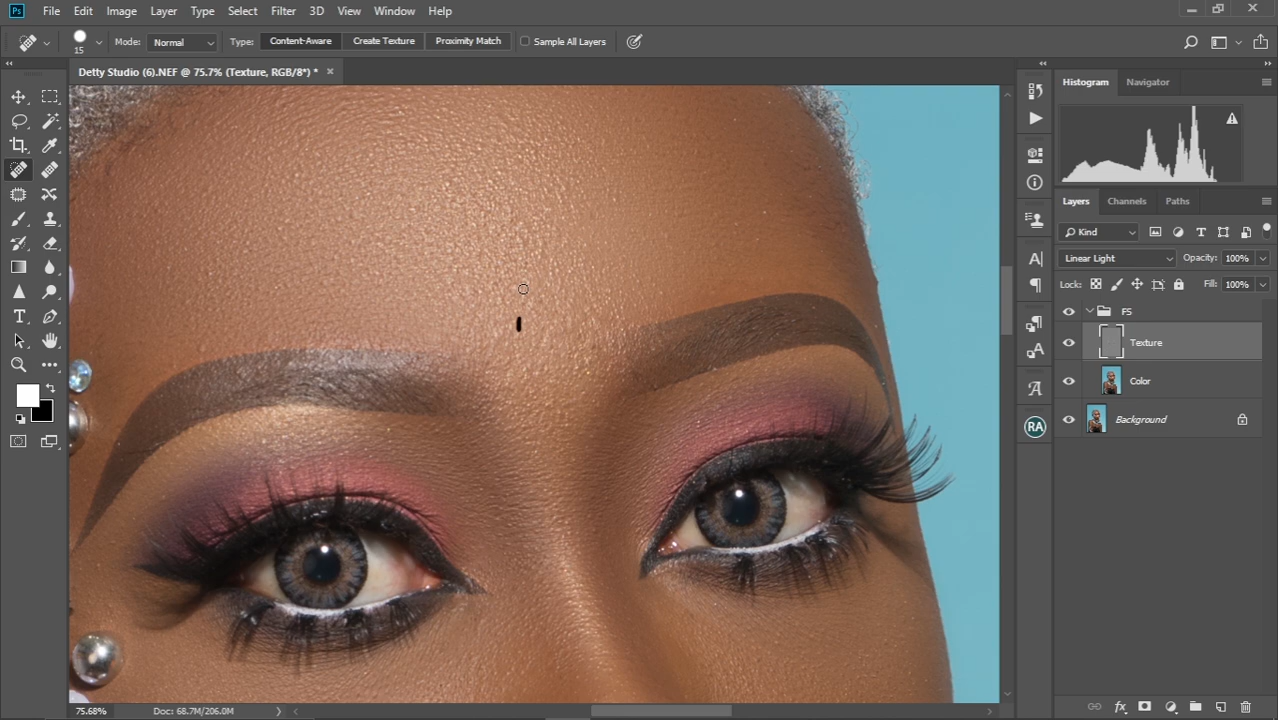 Ps File Edit Image Layer Type Select Filter 3D View Window Help
15 Mode: Normal Type: Content-Aware Create Texture Proximity Match Sample All Layers
Detty Studio (6).NEF @ 75.7% (Texture, RGB/8*) *
Histogram Navigator
Layers Channels Paths
Kind
Linear Light Opacity: 100%
Lock: Fill: 100%
FS
Texture
Color
Background
RA
75.68% Doc: 68.7M/206.0M